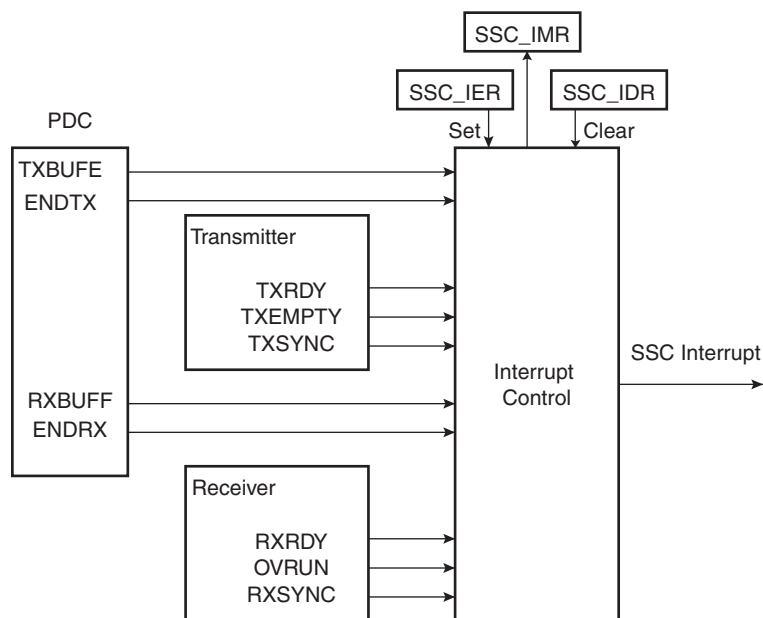 SSC_IMR
SSC_IER
SSC_IDR
PDC
Set
Clear
TXBUFE
ENDTX
Transmitter
TXRDY
TXEMPTY
TXSYNC
SSC Interrupt
Interrupt
Control
RXBUFF
ENDRX
Receiver
RXRDY
OVRUN
RXSYNC